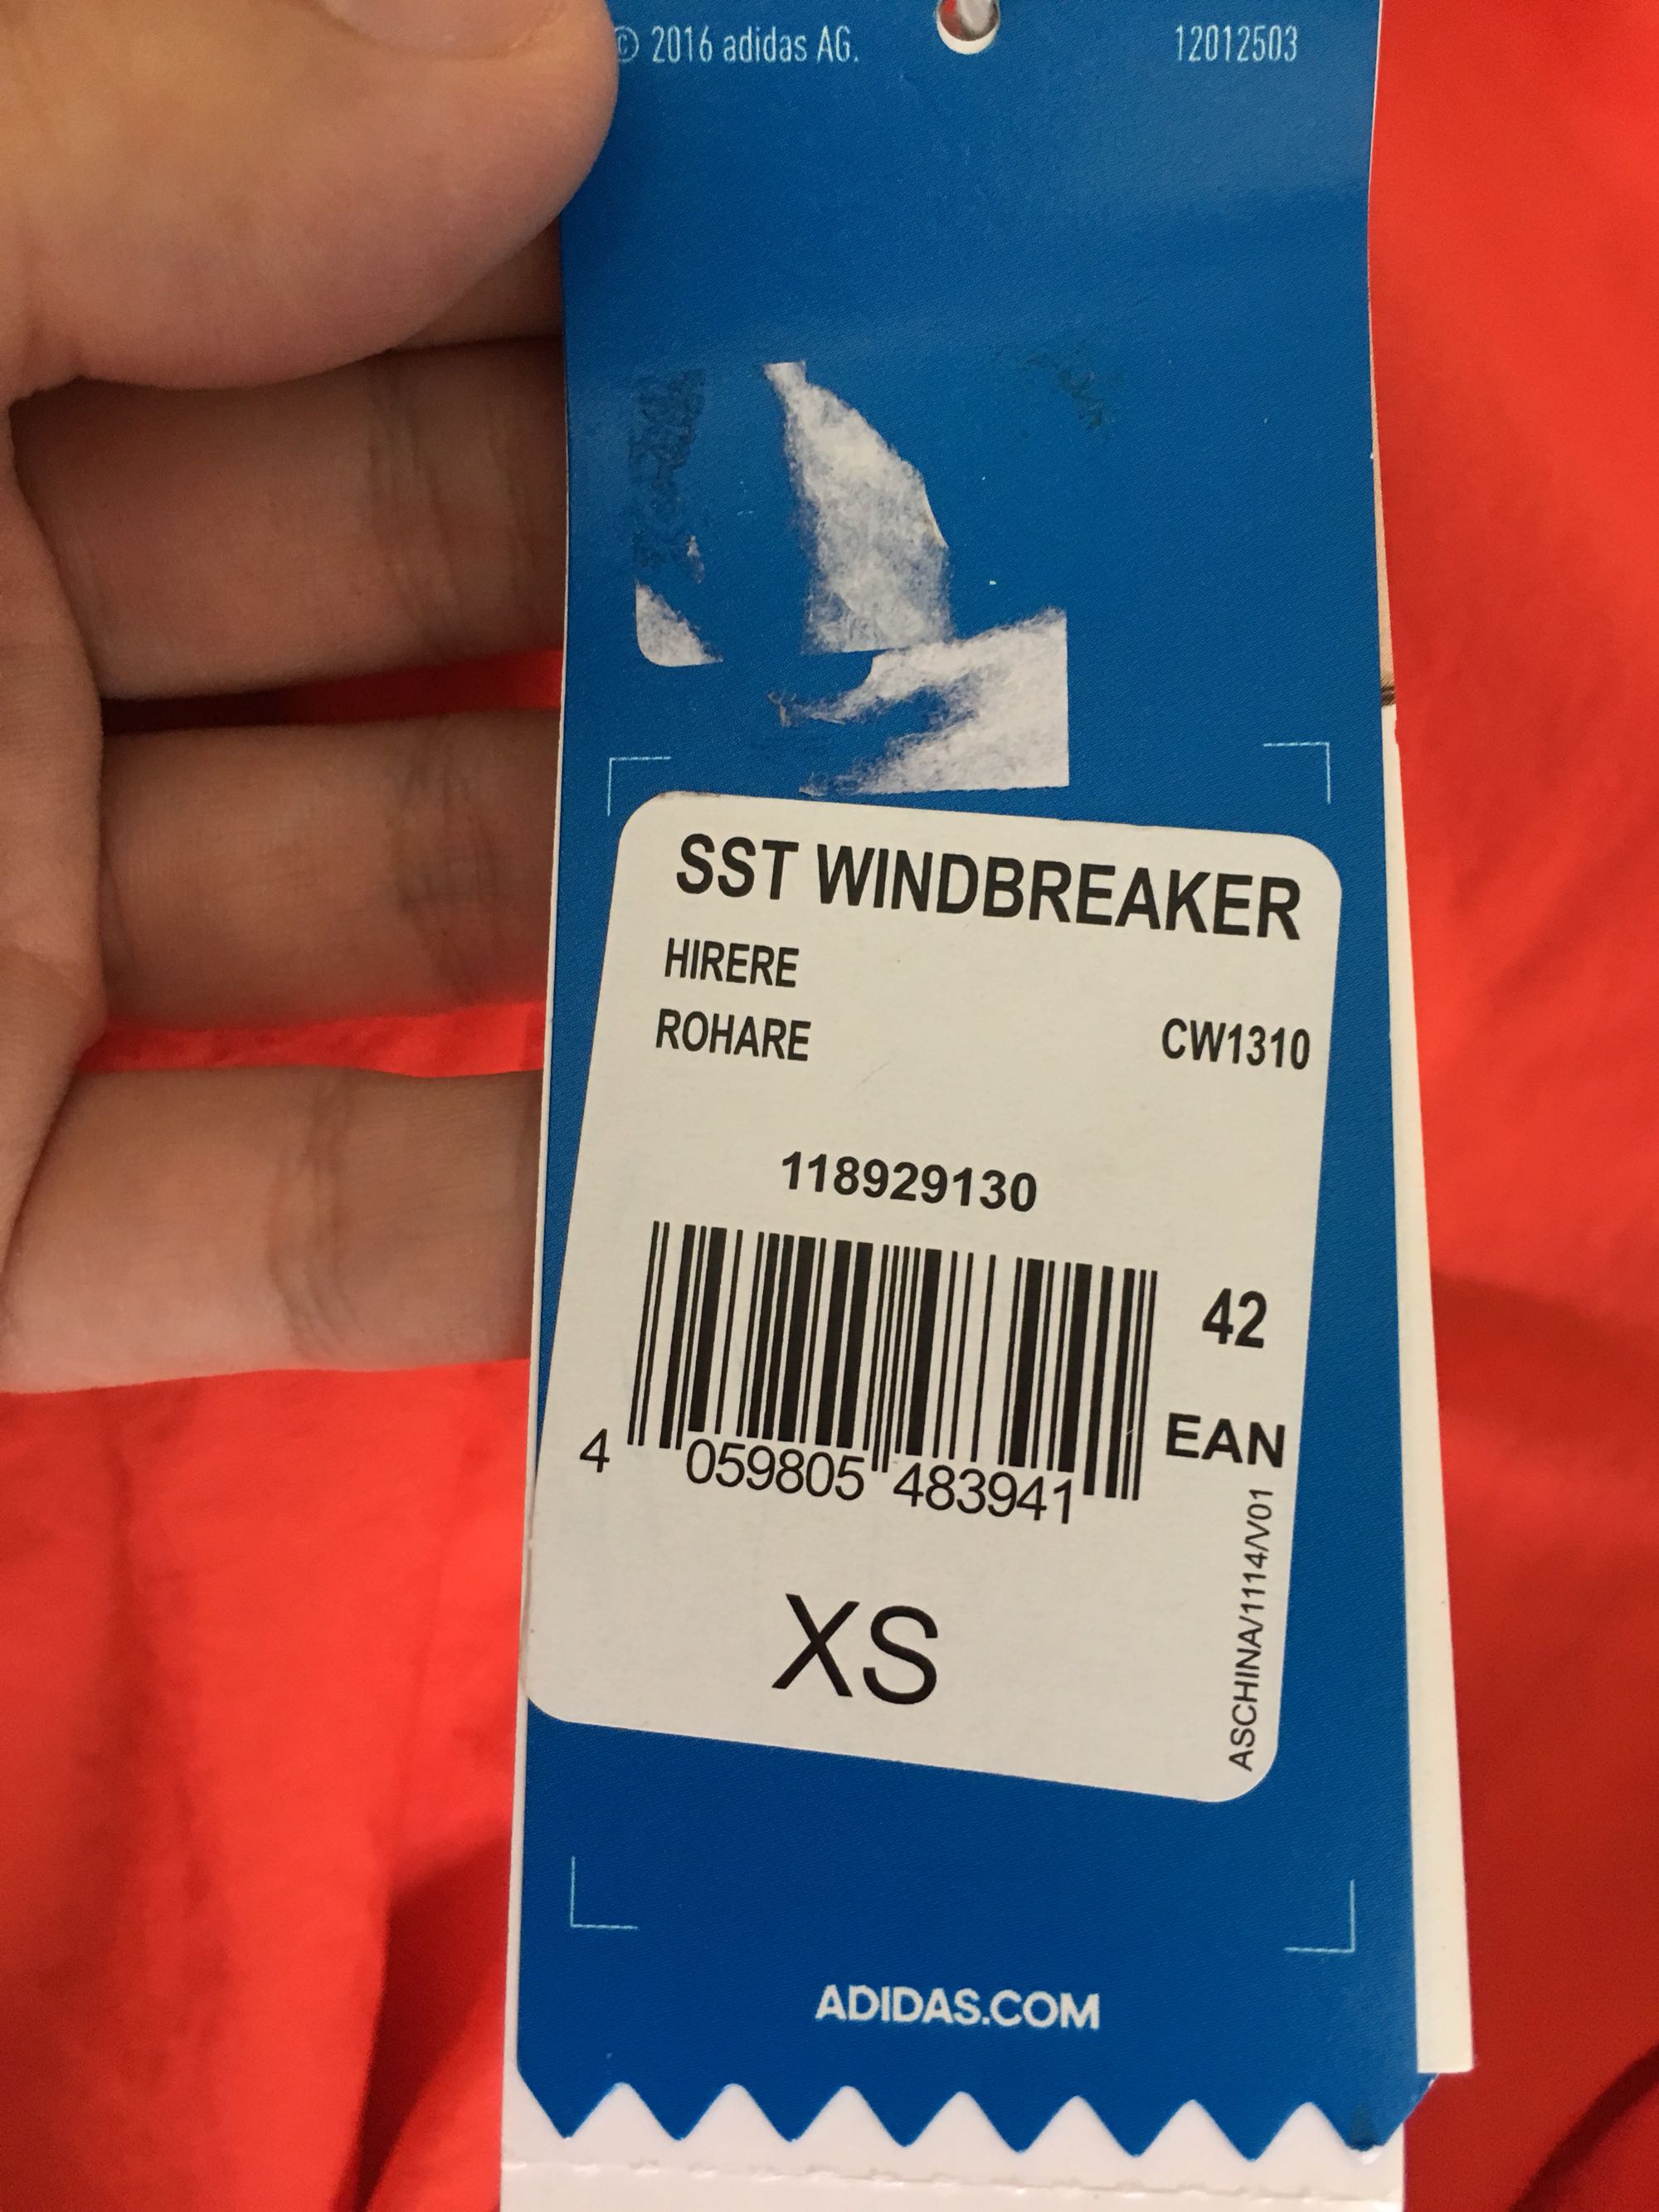 © 2016 adidas AG. 12012503
SST WINDBREAKER
HIRERE
ROHARE CW1310
118929130
42
EAN
4 059805 483941
XS
ASCHINA/1114/V01
ADIDAS.COM